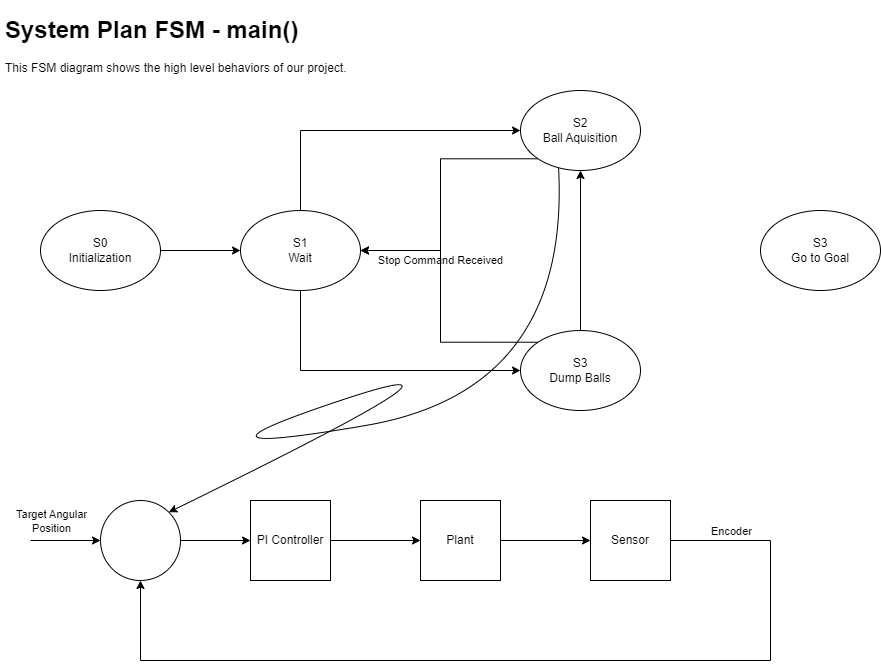 System Plan FSM - main()
This FSM diagram shows the high level behaviors of our project.
S2
Ball Aquisition
S0
Initialization
S1
Wait
Stop Command Received
S3
Go to Goal
S3
Dump Balls
Target Angular
Position
PI Controller
Plant
Sensor
Encoder